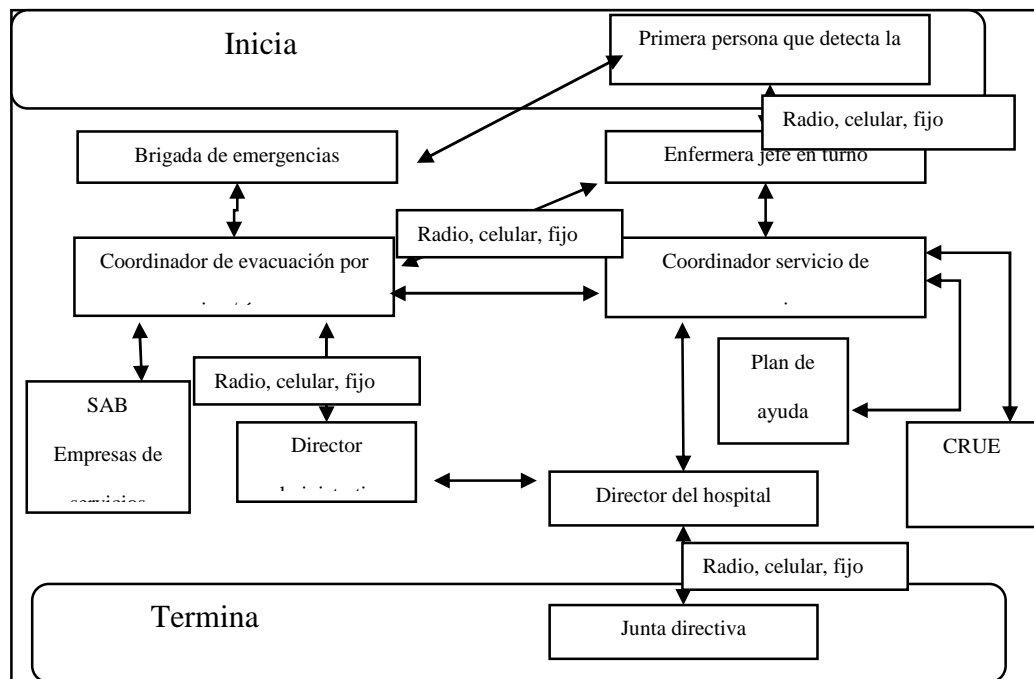 Inicia
Primera persona que detecta la
Radio, celular, fijo
Brigada de emergencias
Enfermera jefe en turno
Radio, celular, fijo
Coordinador de evacuación por
Coordinador servicio de
Radio, celular, fijo
Plan de
ayuda
SAB
Empresas de
servicios
Director
CRUE
Director del hospital
Radio, celular, fijo
Termina
Junta directiva